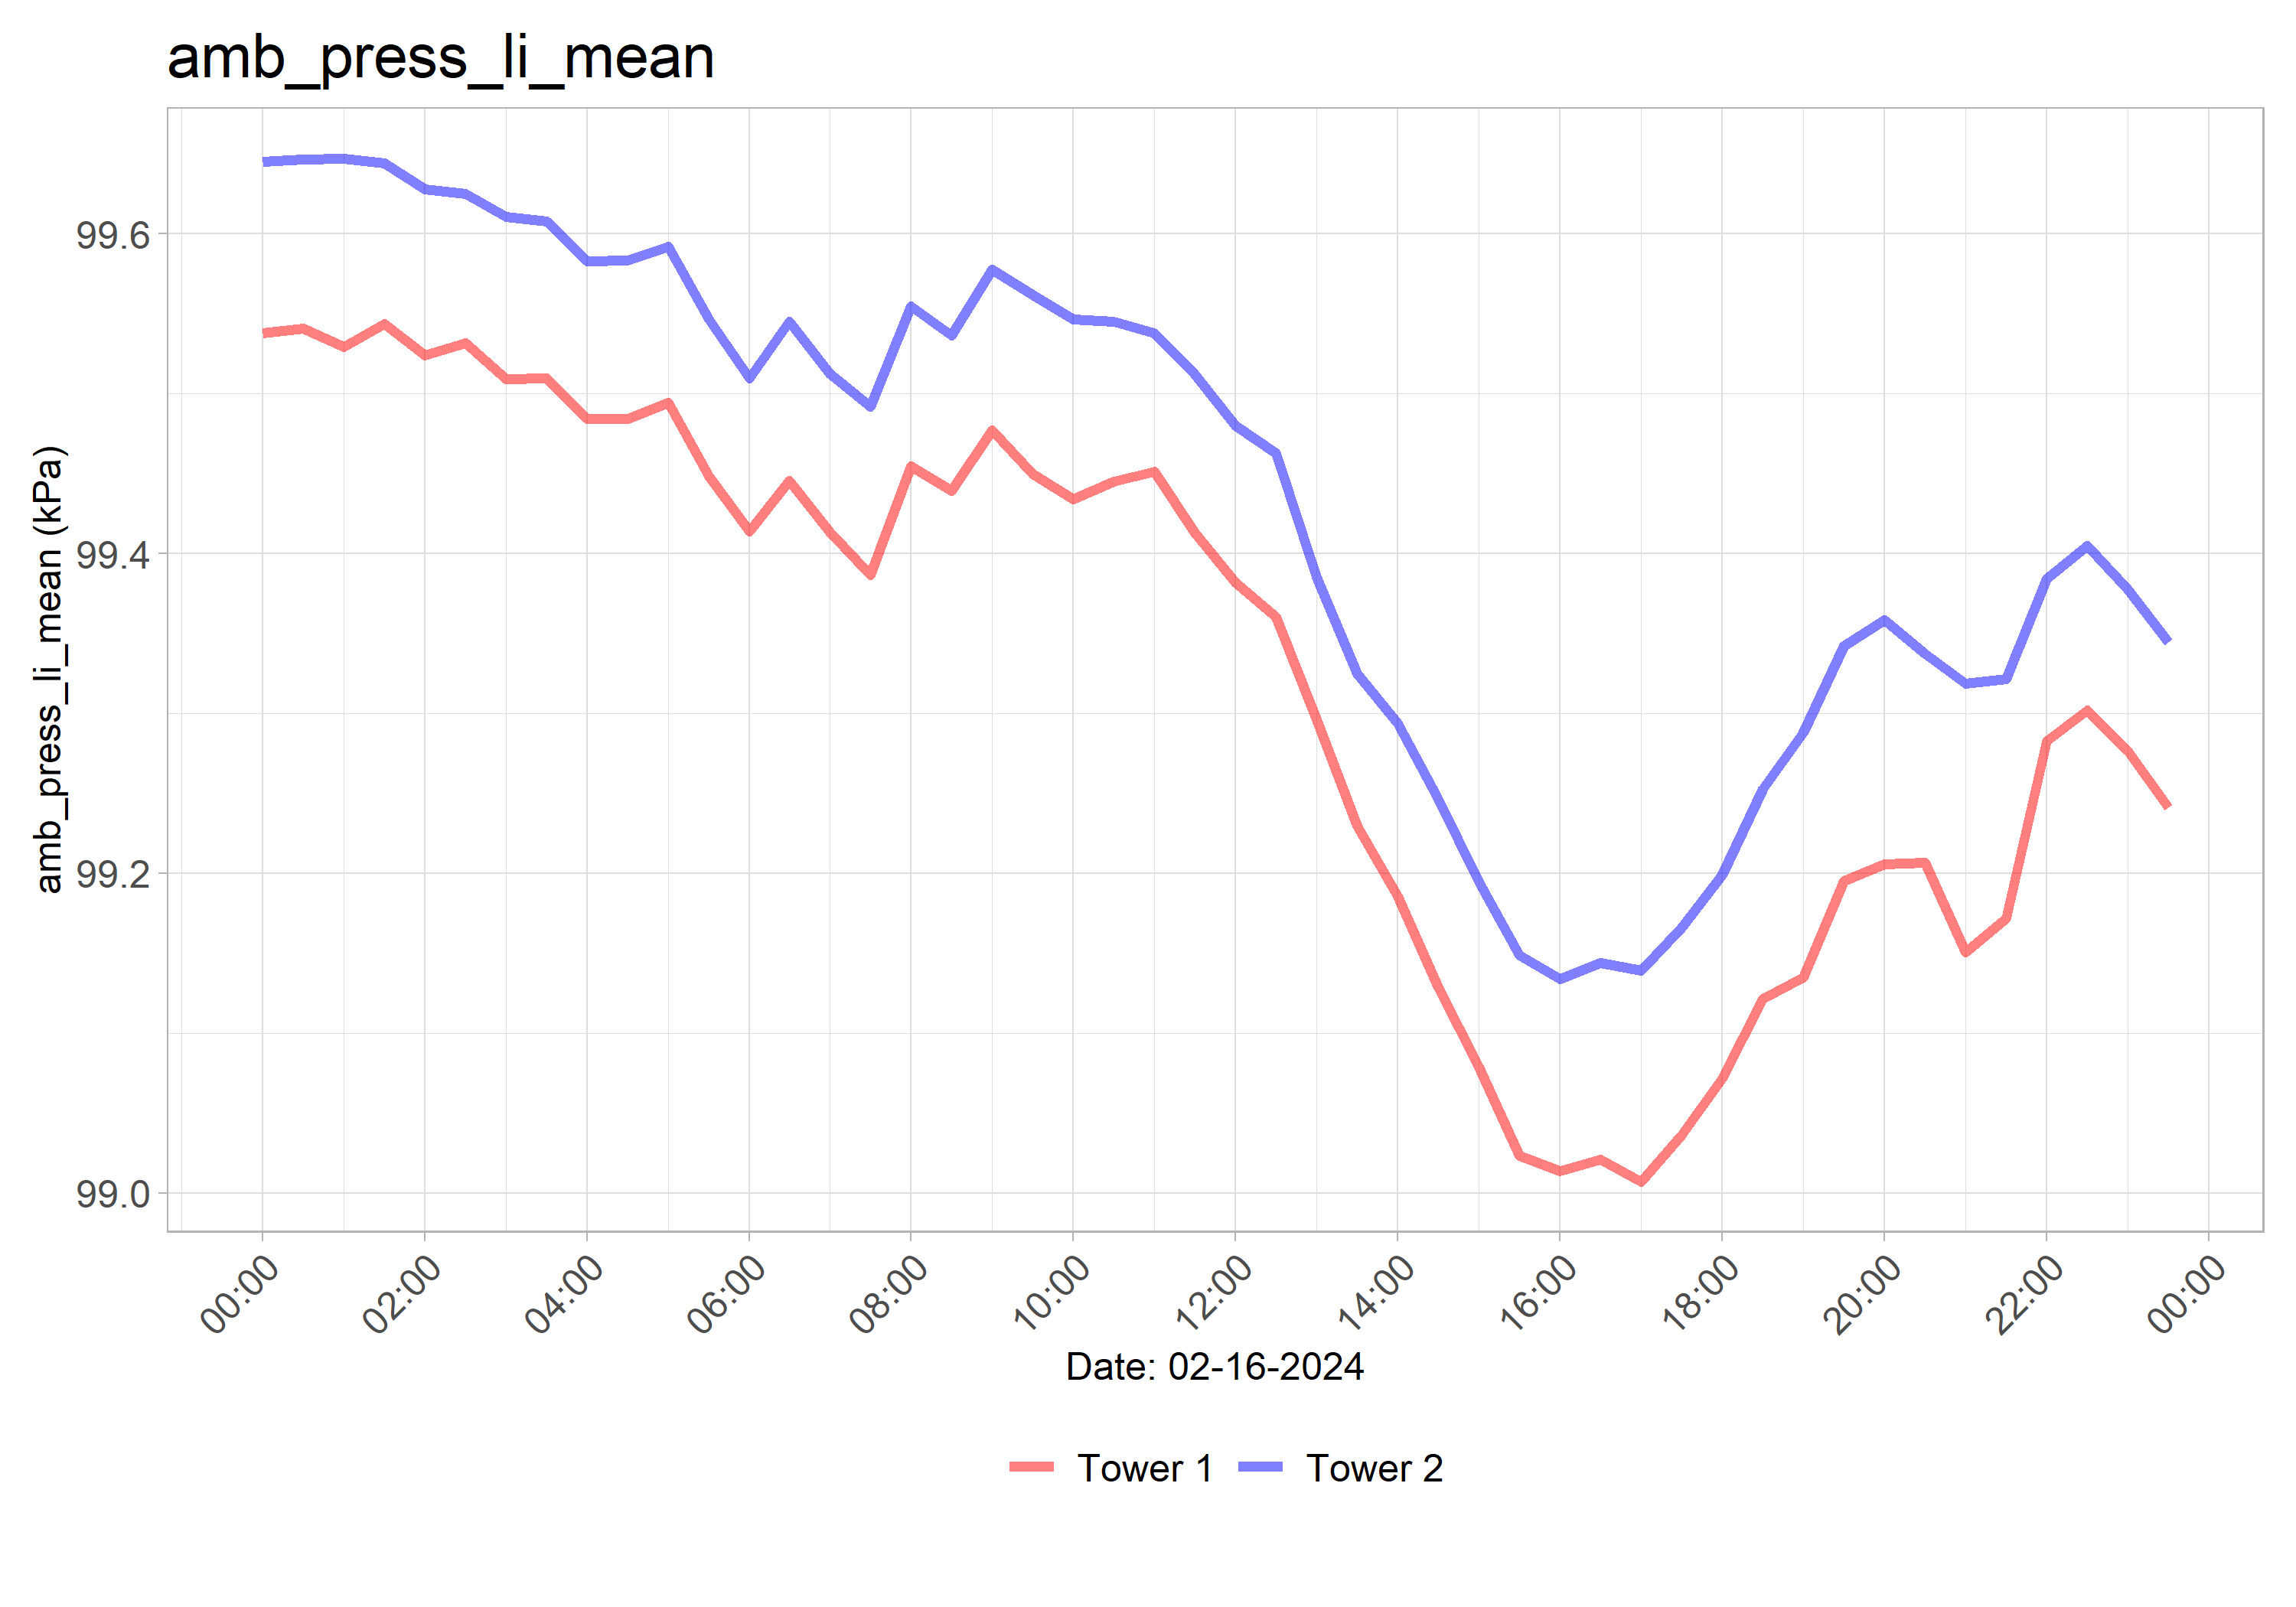 amb_press_li_mean
amb_press_li_mean (kPa)
99.6
99.4
99.2
99.0
00:00 02:00 04:00 06:00 08:00 10:00 12:00 14:00 16:00 18:00 20:00 22:00 00:00
Date: 02-16-2024
Tower 1 Tower 2